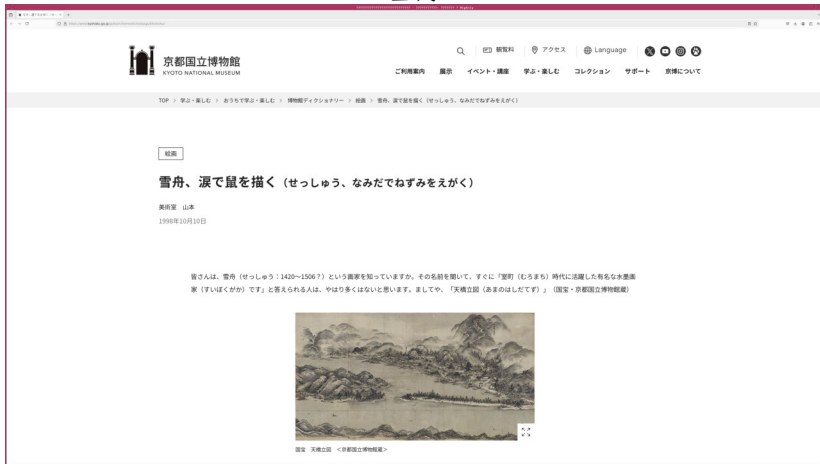 京都国立博物館
KYOTO NATIONAL MUSEUM
観覧料
アクセス
Language
ご利用案内 展示 イベント・講座 学ぶ・楽しむ コレクション サポート 京博について
TOP > 学ぶ・楽しむ > おうちで学ぶ・楽しむ > 博物館ディクショナリー > 絵画 > 雪舟、涙で鼠を描く（せっしゅう、なみだでねずみをえがく）
絵画
雪舟、涙で鼠を描く（せっしゅう、なみだでねずみをえがく）
美術室 山本
1998年10月10日
皆さんは、雪舟（せっしゅう：1420〜1506？）という画家を知っていますか。その名前を聞いて、すぐに「室町（むろまち）時代に活躍した有名な水墨画
家（すいぼくがか）です」と答えられる人は、やはり多くはないと思います。ましてや、「天橋立図（あまのはしだてず）」（国宝・京都国立博物館蔵）
国宝 天橋立図 ＜京都国立博物館蔵＞